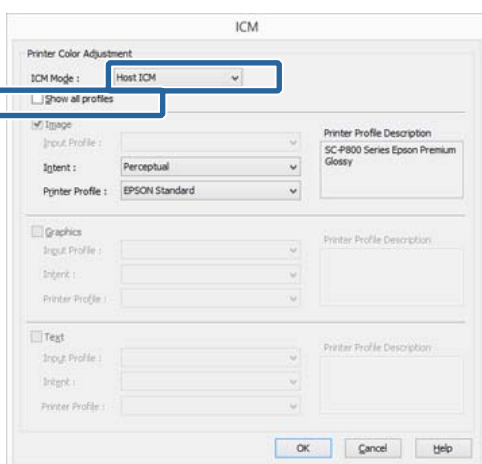 ICM
Printer Color Adjustment
ICM Mode :
Host ICM
Show all profiles
Image
Input Profile :
Intent :
Perceptual
Printer Profile :
EPSON Standard
Printer Profile Description
SC-P800 Series Epson Premium
Glossy
Graphics
Input Profile :
Intent :
Printer Profile :
Printer Profile Description
Text
Input Profile :
Intent :
Printer Profile :
Printer Profile Description
OK
Cancel
Help